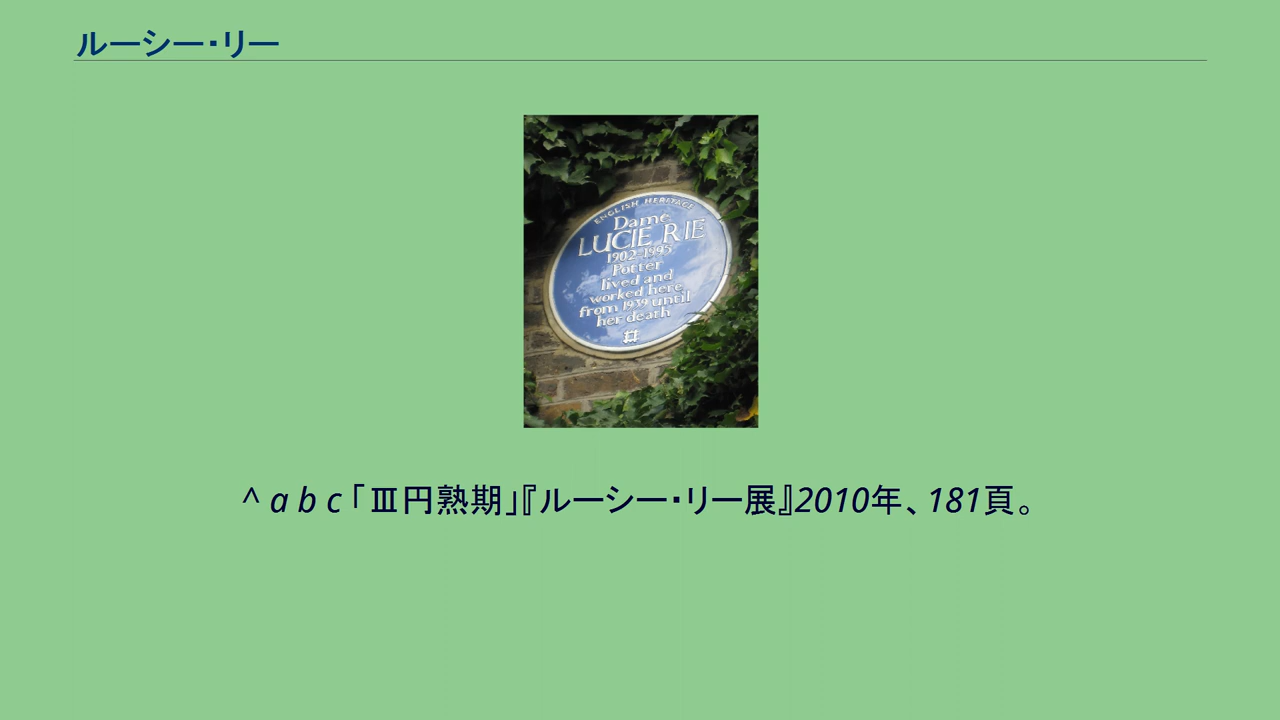 ルーシー・リー
ENGLISH HERITAGE
Dame
LUCIE RIE
1902-1995
Potter
lived and
worked here
from 1939 until
her death
^ a b c 「Ⅲ円熟期」『ルーシー・リー展』2010年、181頁。